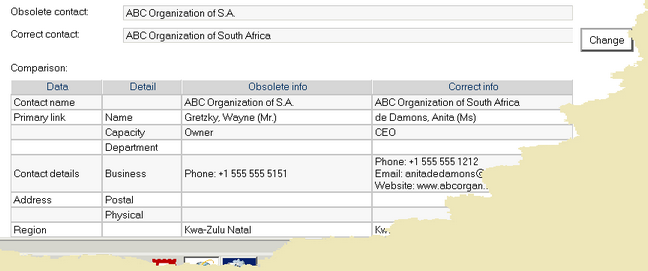 Obsolete contact: ABC Organization of S.A.
Correct contact: ABC Organization of South Africa
Change
Comparison:
Data Detail Obsolete info Correct info
Contact name ABC Organization of S.A. ABC Organization of South Africa
Primary link Name Gretzky, Wayne (Mr.) de Damons, Anita (Ms)
Capacity Owner CEO
Department
Phone: +1 555 555 1212
Contact details Business Phone: +1 555 555 5151 Email: anitadedamons@
Website: www.abcorgan
Address Postal
Physical
Region Kwa-Zulu Natal Kw